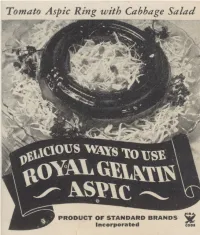 Tomato Aspic Ring with Cabbage Salad
DELICIOUS WAYS TO USE
ROYAL GELATIN
ASPIC
PRODUCT OF STANDARD BRANDS
Incorporated